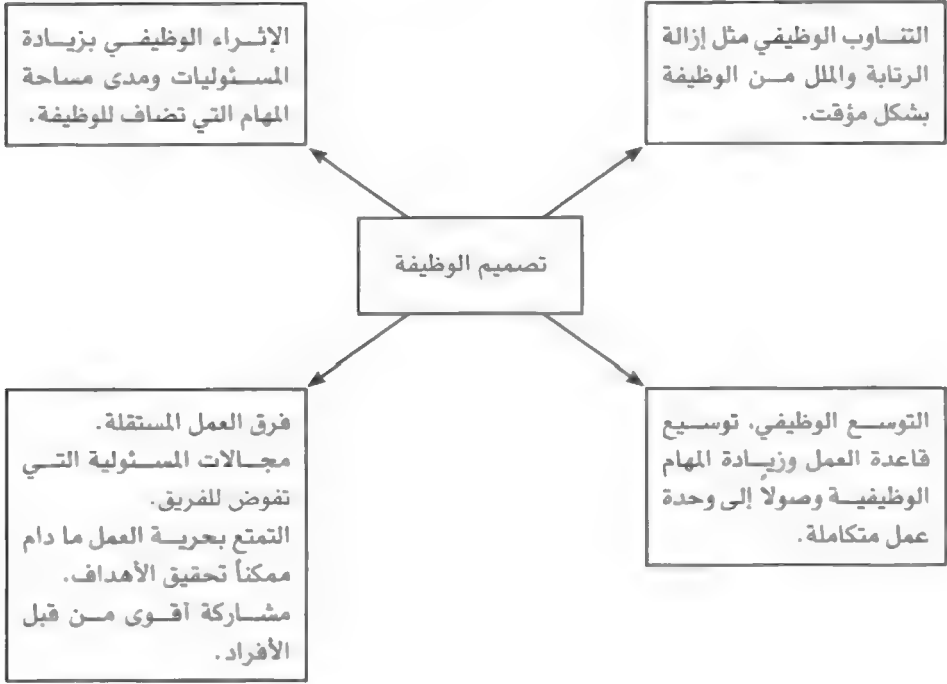 التناوب الوظيفي مثل إزالة
الرتابة والملل من الوظيفة
بشكل مؤقت.
الإثراء الوظيفي بزيادة
المسئوليات ومدى مساحة
المهام التي تضاف للوظيفة.
تصميم الوظيفة
التوسع الوظيفي، توسيع
قاعدة العمل وزيادة المهام
الوظيفية وصولاً إلى وحدة
عمل متكاملة.
فرق العمل المستقلة.
مجالات المسئولية التي
تفوض للفريق.
التمتع بحرية العمل ما دام
ممكناً تحقيق الأهداف.
مشاركة أقوى من قبل
الأفراد.